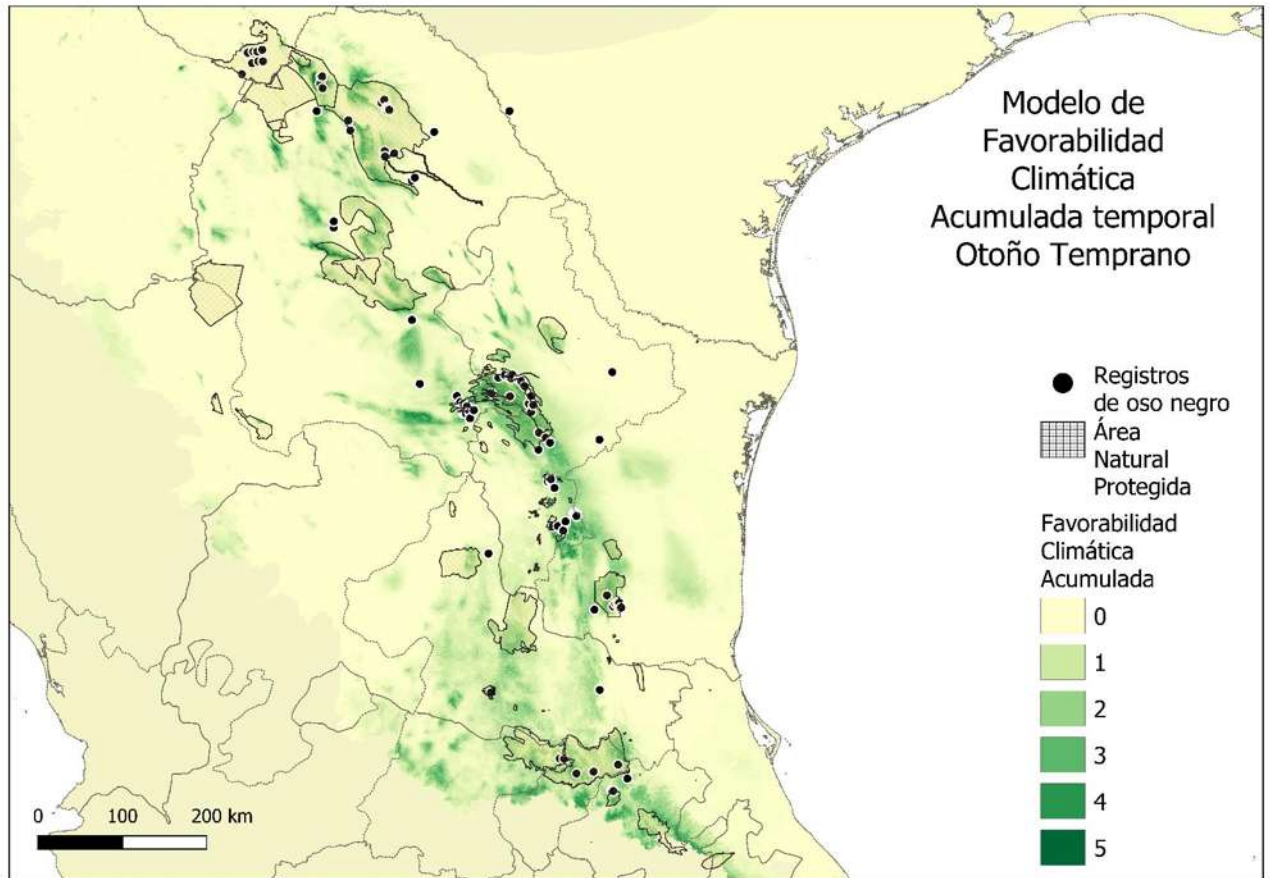 Modelo de
Favorabilidad
Climática
Acumulada temporal
Otoño Temprano
Registros
de oso negro
Área
Natural
Protegida
Favorabilidad
Climática
Acumulada
0
1
2
3
4
5
0 100 200 km